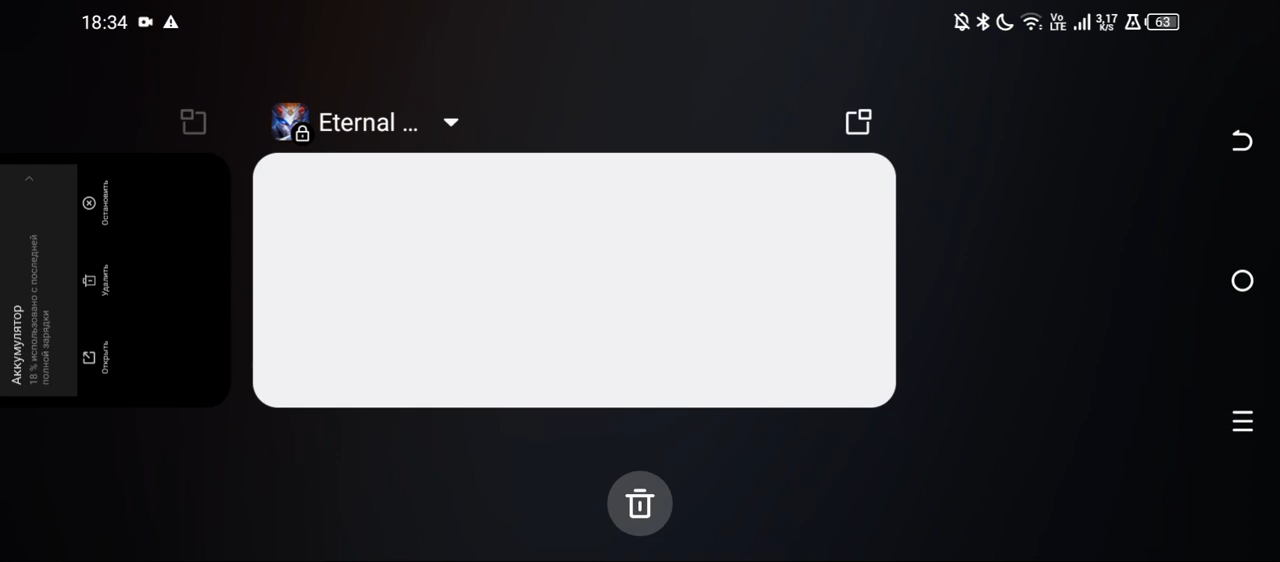 18:34
Vo
LTE
3,17
K/S
63
Eternal ...
Аккумулятор
18 % использовано с последней
полной зарядки
Остановить
Удалить
Открыть